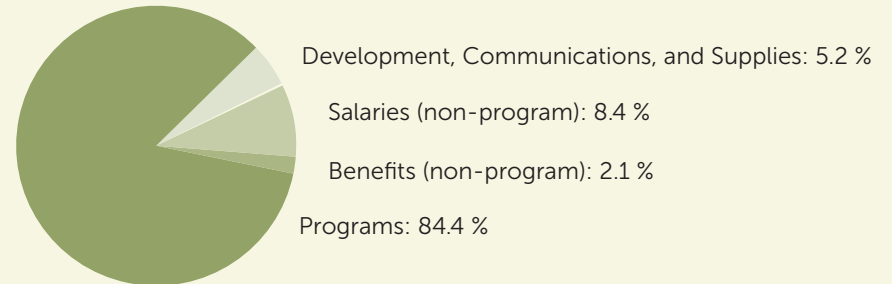 Development, Communications, and Supplies: 5.2 %
Salaries (non-program): 8.4 %
Benefits (non-program): 2.1 %
Programs: 84.4 %